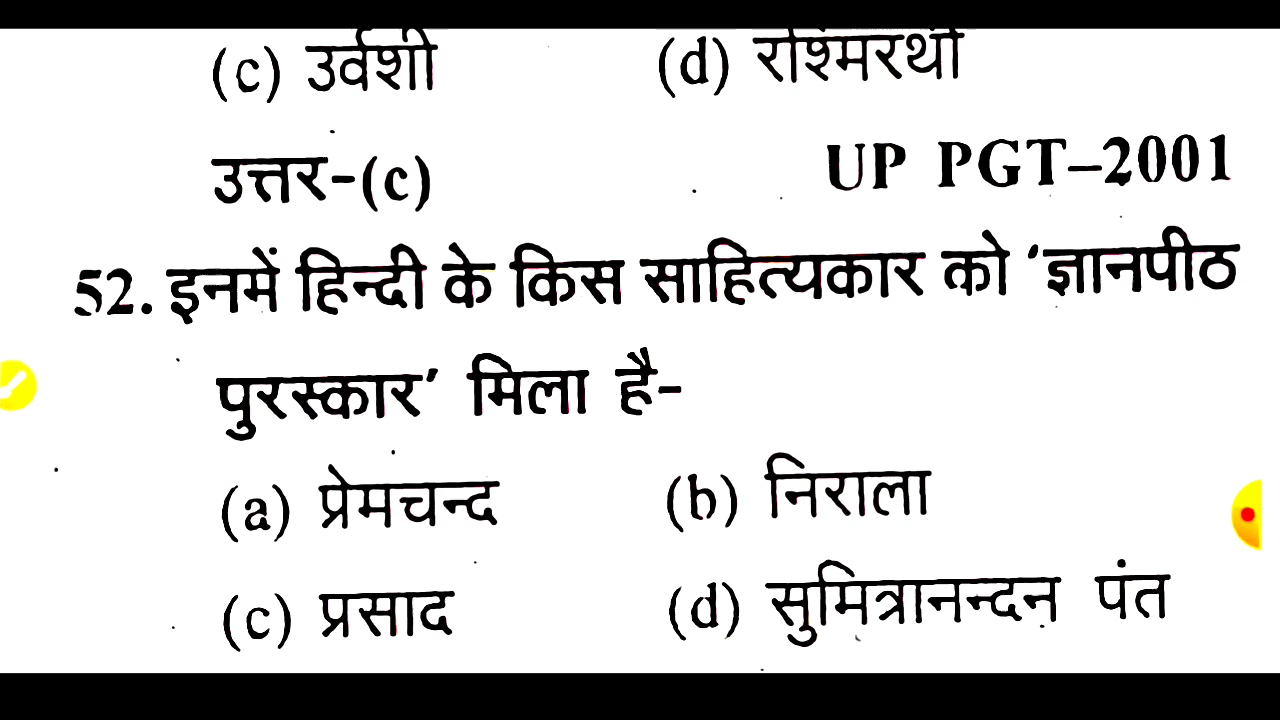 (c) उर्वशी (d) रश्मिरथी
उत्तर-(c) UP PGT–2001
52. इनमें हिन्दी के किस साहित्यकार को ‘ज्ञानपीठ
पुरस्कार’ मिला है-
(a) प्रेमचन्द (b) निराला
(c) प्रसाद (d) सुमित्रानन्दन पंत